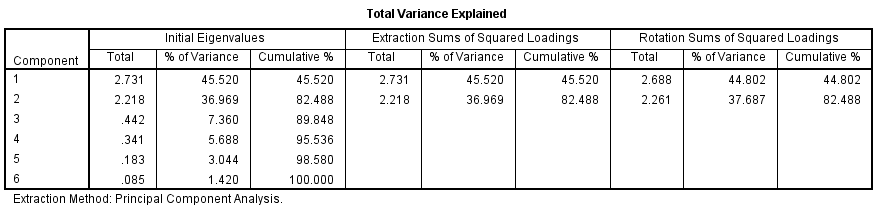 Total Variance Explained
Initial Eigenvalues Extraction Sums of Squared Loadings Rotation Sums of Squared Loadings
Component Total % of Variance Cumulative % Total % of Variance Cumulative % Total % of Variance Cumulative %
1 2.731 45.520 45.520 2.731 45.520 45.520 2.688 44.802 44.802
2 2.218 36.969 82.488 2.218 36.969 82.488 2.261 37.687 82.488
3 .442 7.360 89.848
4 .341 5.688 95.536
5 .183 3.044 98.580
6 .085 1.420 100.000
Extraction Method: Principal Component Analysis.